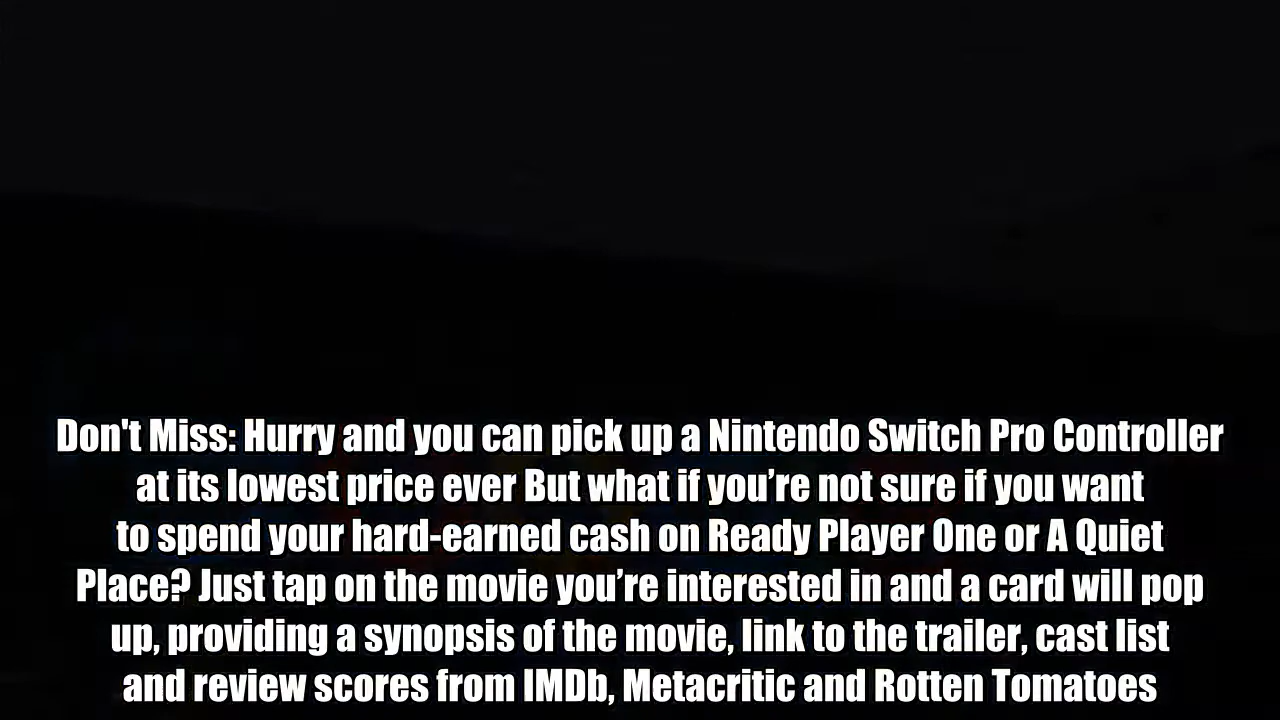 Don't Miss: Hurry and you can pick up a Nintendo Switch Pro Controller
at its lowest price ever But what if you’re not sure if you want
to spend your hard-earned cash on Ready Player One or A Quiet
Place? Just tap on the movie you’re interested in and a card will pop
up, providing a synopsis of the movie, link to the trailer, cast list
and review scores from IMDb, Metacritic and Rotten Tomatoes